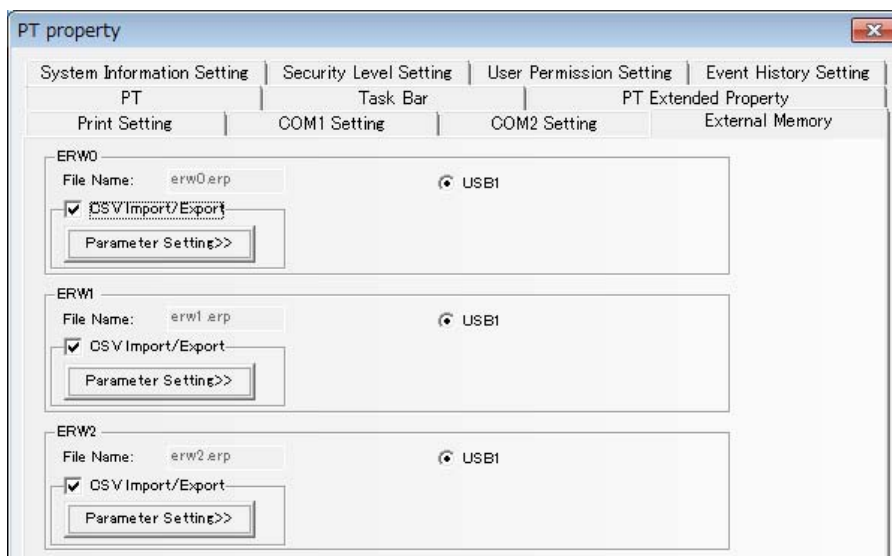 PT property
System Information Setting Security Level Setting User Permission Setting Event History Setting
PT Task Bar PT Extended Property
Print Setting COM1 Setting COM2 Setting External Memory
ERW0
File Name: erw0.erp USB1
CSV Import/Export
Parameter Setting>>
ERW1
File Name: erw1.erp USB1
CSV Import/Export
Parameter Setting>>
ERW2
File Name: erw2.erp USB1
CSV Import/Export
Parameter Setting>>